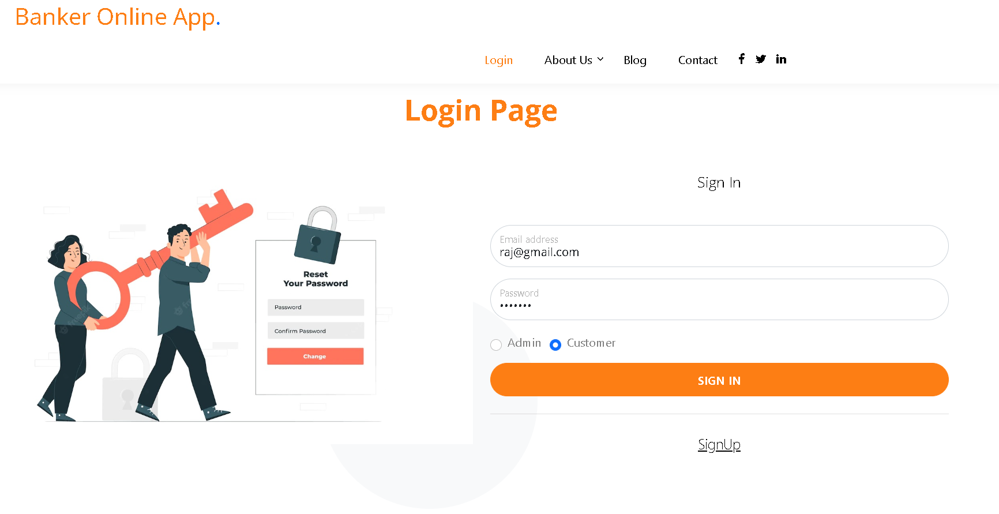 Banker Online App.
Login About Us Blog Contact
Login Page
Sign In
Email address
raj@gmail.com
Password
•••••••
Admin Customer
SIGN IN
SignUp
Reset
Your Password
Password
Confirm Password
Change